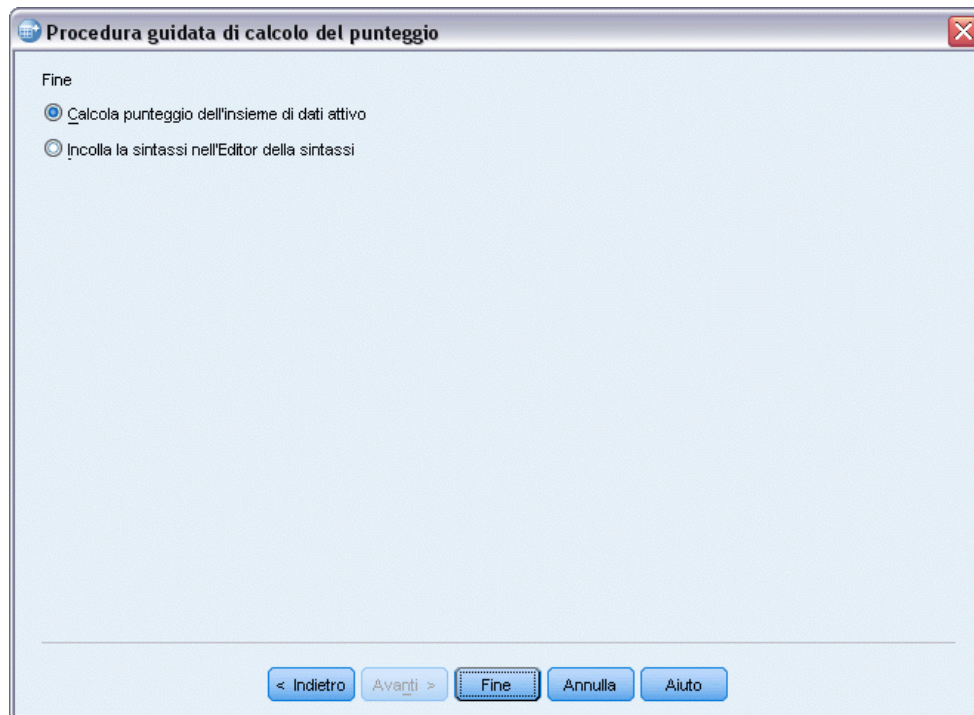 Procedura guidata di calcolo del punteggio
Fine
Calcola punteggio dell'insieme di dati attivo
Incolla la sintassi nell'Editor della sintassi
< Indietro Avanti > Fine Annulla Aiuto